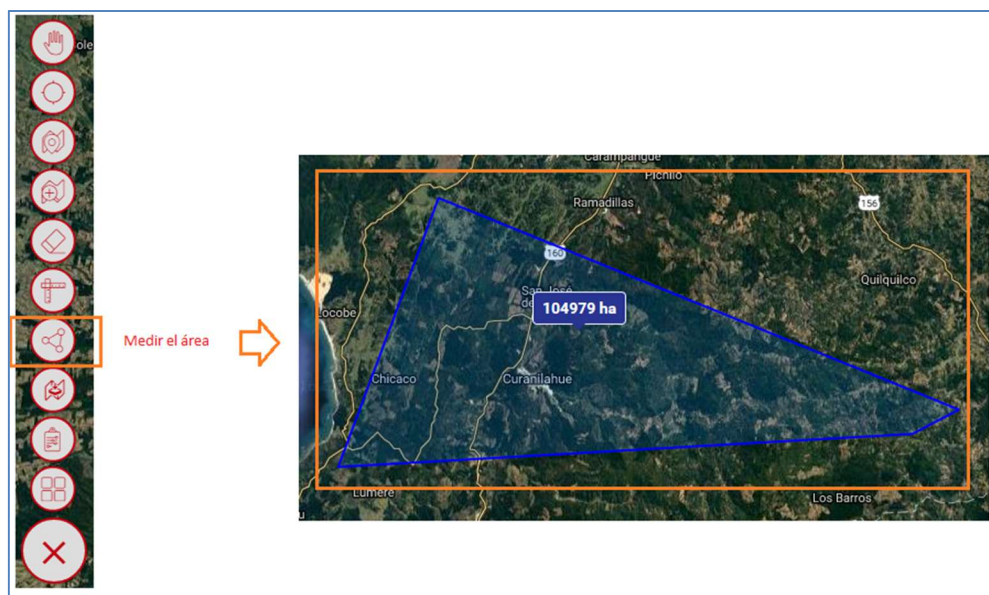 ole
Medir el área
Carampangue
Pichilo
Ramadillas
156
160
Quilquilco
San José
de
104979 ha
Locobe
Chicaco
Curanilahue
Lumere
Los Barros
u